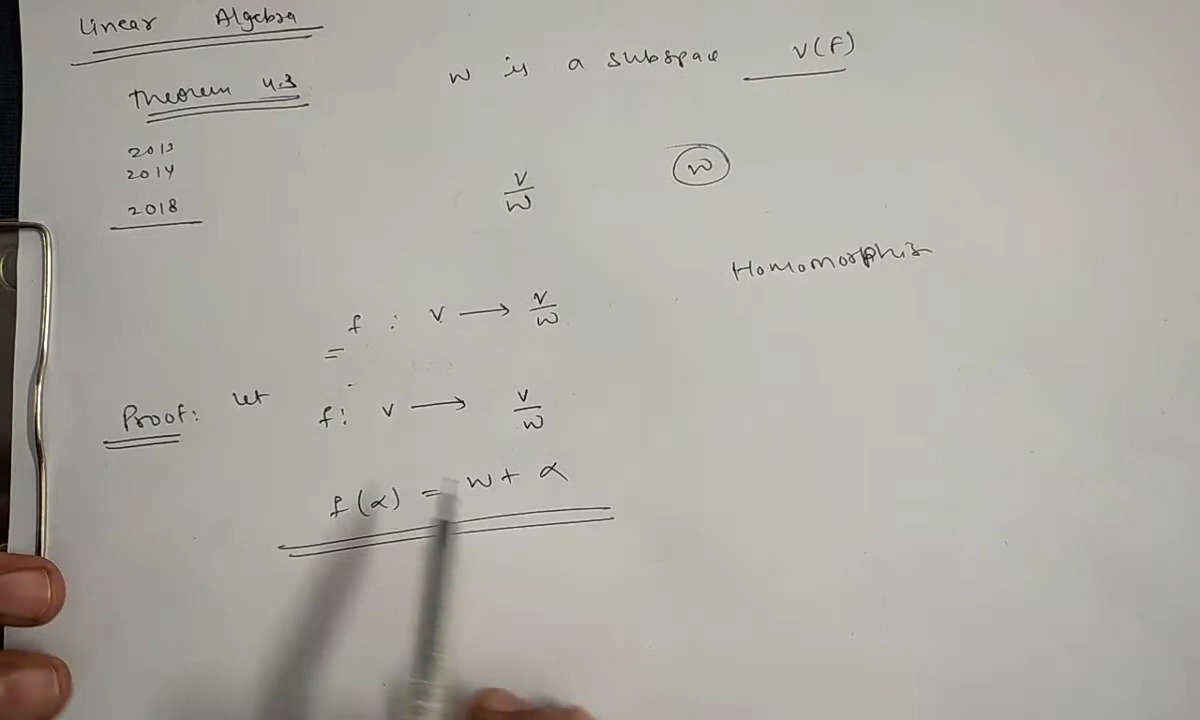 Linear Algebra
Theorem 4.3
W is a subspace V(F)
2013
2014
2018
V/W
W
Homomorphis
f : V → V/W
=
Proof: Let f: V → V/W
f(α) = W + α